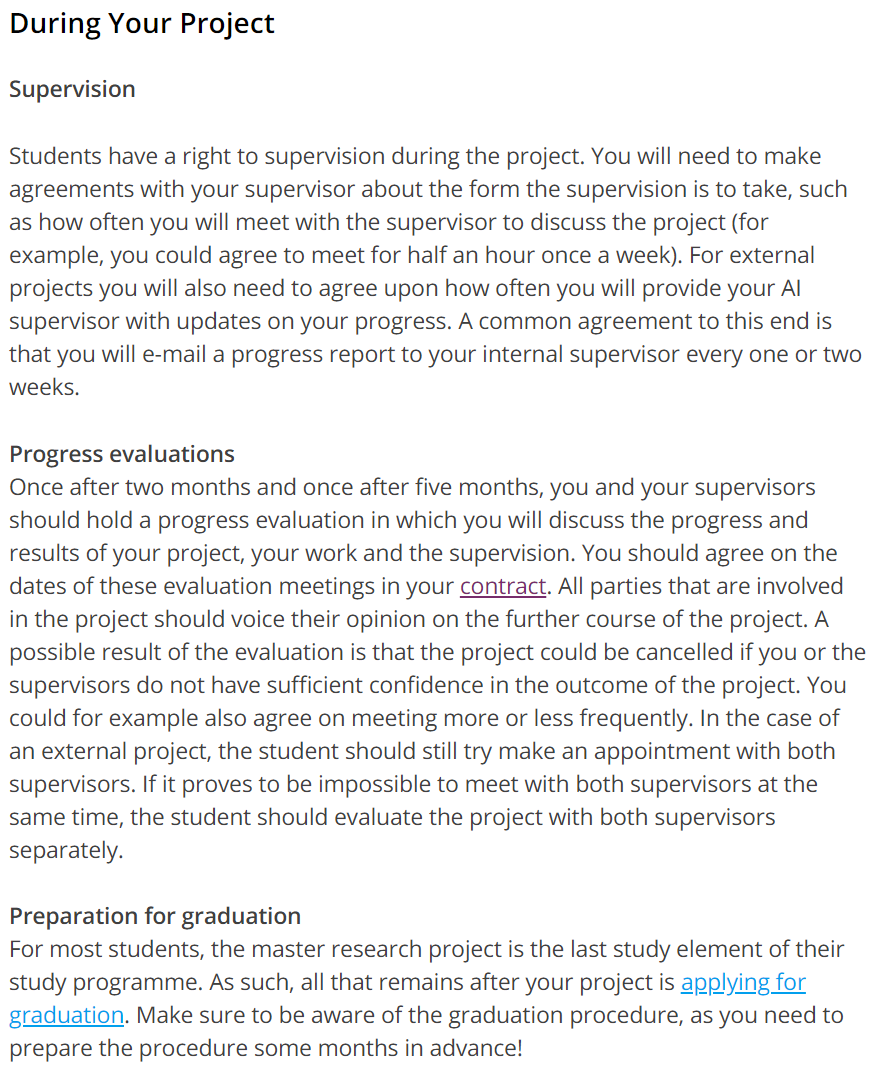 During Your Project
Supervision
Students have a right to supervision during the project. You will need to make
agreements with your supervisor about the form the supervision is to take, such
as how often you will meet with the supervisor to discuss the project (for
example, you could agree to meet for half an hour once a week). For external
projects you will also need to agree upon how often you will provide your AI
supervisor with updates on your progress. A common agreement to this end is
that you will e-mail a progress report to your internal supervisor every one or two
weeks.
Progress evaluations
Once after two months and once after five months, you and your supervisors
should hold a progress evaluation in which you will discuss the progress and
results of your project, your work and the supervision. You should agree on the
dates of these evaluation meetings in your contract. All parties that are involved
in the project should voice their opinion on the further course of the project. A
possible result of the evaluation is that the project could be cancelled if you or the
supervisors do not have sufficient confidence in the outcome of the project. You
could for example also agree on meeting more or less frequently. In the case of
an external project, the student should still try make an appointment with both
supervisors. If it proves to be impossible to meet with both supervisors at the
same time, the student should evaluate the project with both supervisors
separately.
Preparation for graduation
For most students, the master research project is the last study element of their
study programme. As such, all that remains after your project is applying for
graduation. Make sure to be aware of the graduation procedure, as you need to
prepare the procedure some months in advance!